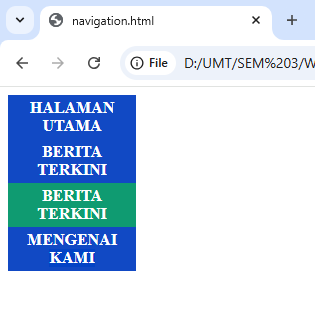 navigation.html
File
D:/UMT/SEM%203/W
HALAMAN
UTAMA
BERITA
TERKINI
BERITA
TERKINI
MENGENAI
KAMI